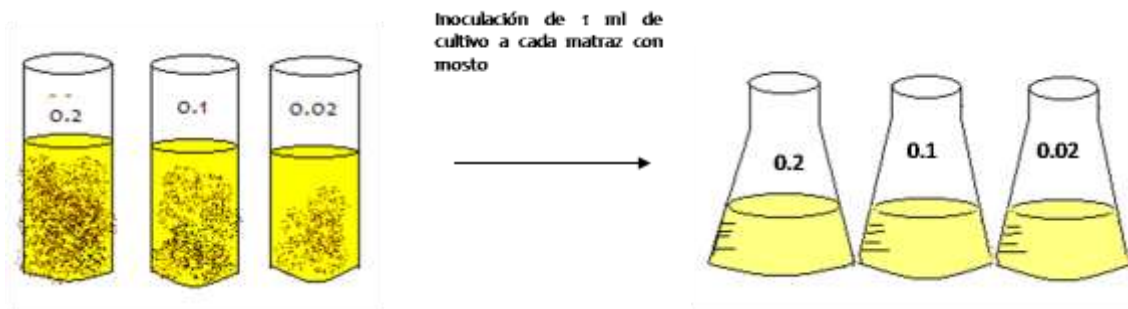 Inoculación de 1 ml de
cultivo a cada matraz con
mosto
0.2
0.1
0.02
0.2
0.1
0.02